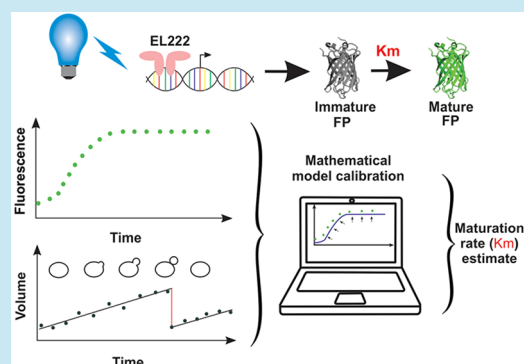 EL222
Km
Immature
FP
Mature
FP
Fluorescence
Time
Mathematical
model calibration
Maturation
rate (Km)
estimate
Volume
Time